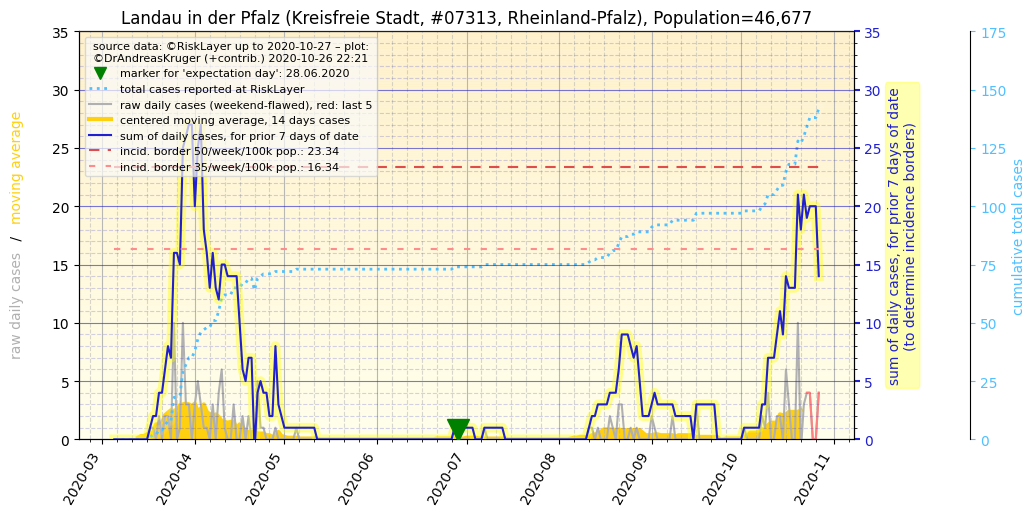 Landau in der Pfalz (Kreisfreie Stadt, #07313, Rheinland-Pfalz), Population=46,677
source data: ©RiskLayer up to 2020-10-27 – plot:
©DrAndreasKruger (+contrib.) 2020-10-26 22:21
marker for 'expectation day': 28.06.2020
total cases reported at RiskLayer
raw daily cases (weekend-flawed), red: last 5
centered moving average, 14 days cases
sum of daily cases, for prior 7 days of date
incid. border 50/week/100k pop.: 23.34
incid. border 35/week/100k pop.: 16.34
raw daily cases / moving average
35
30
25
20
15
10
5
0
35
30
25
20
15
10
5
0
sum of daily cases, for prior 7 days of date
(to determine incidence borders)
175
150
125
100
75
50
25
0
cumulative total cases
2020-03
2020-04
2020-05
2020-06
2020-07
2020-08
2020-09
2020-10
2020-11